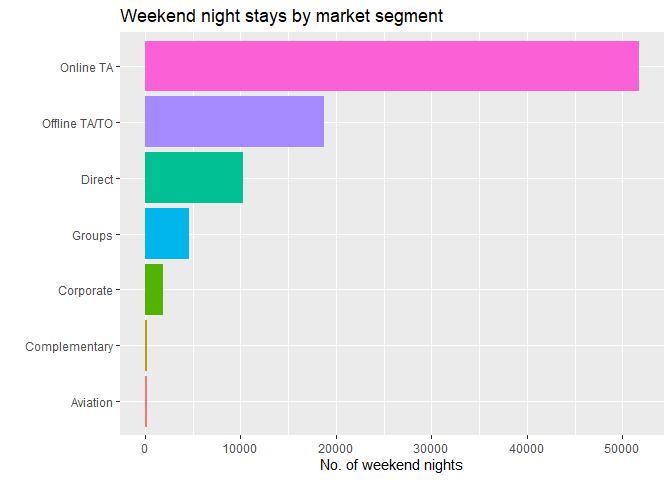 Weekend night stays by market segment
Online TA
Offline TA/TO
Direct
Groups
Corporate
Complementary
Aviation
0 10000 20000 30000 40000 50000
No. of weekend nights